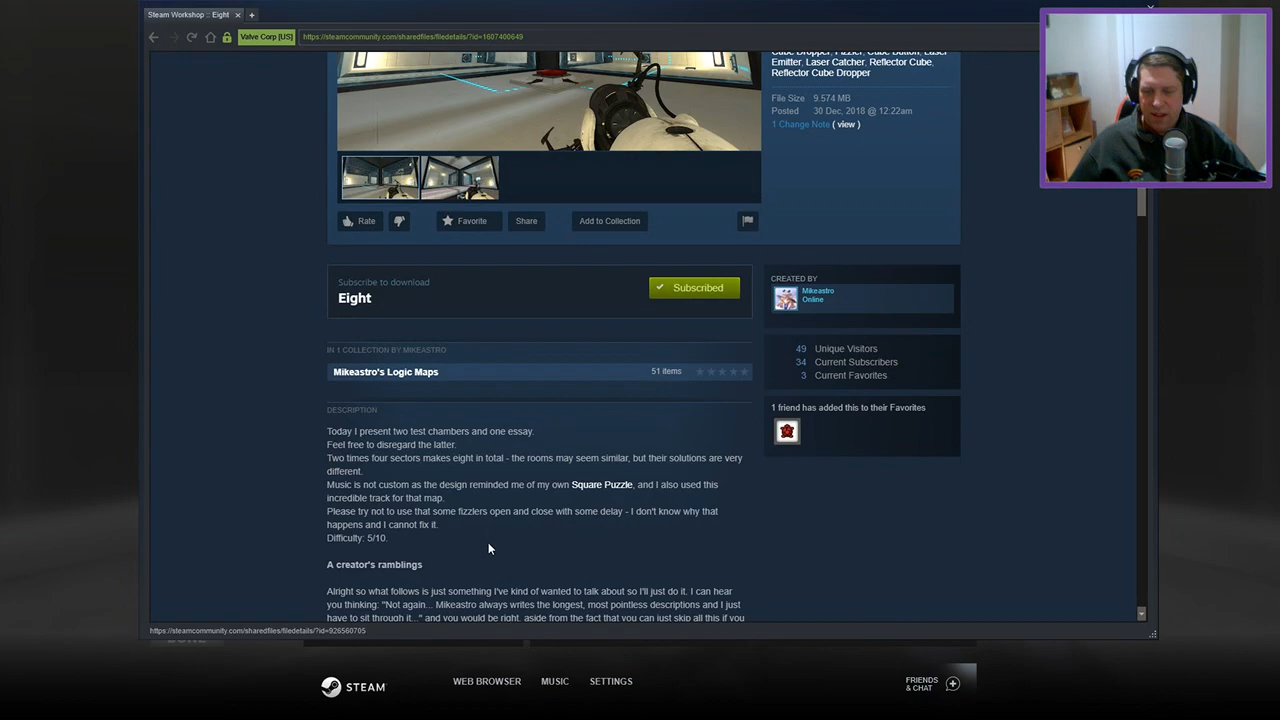 Steam Workshop :: Eight
Valve Corp [US]
https://steamcommunity.com/sharedfiles/filedetails/?id=1607400649
Cube Dropper, Fizzler, Cube Button, Laser
Emitter, Laser Catcher, Reflector Cube,
Reflector Cube Dropper
File Size 9.574 MB
Posted 30 Dec, 2018 @ 12:22am
1 Change Note ( view )
Rate
Favorite
Share
Add to Collection
Subscribe to download
Eight
Subscribed
CREATED BY
Mikeastro
Online
49 Unique Visitors
34 Current Subscribers
3 Current Favorites
1 friend has added this to their Favorites
IN 1 COLLECTION BY MIKEASTRO
Mikeastro's Logic Maps 51 items
DESCRIPTION
Today I present two test chambers and one essay.
Feel free to disregard the latter.
Two times four sectors makes eight in total - the rooms may seem similar, but their solutions are very
different.
Music is not custom as the design reminded me of my own Square Puzzle, and I also used this
incredible track for that map.
Please try not to use that some fizzlers open and close with some delay - I don't know why that
happens and I cannot fix it.
Difficulty: 5/10.
A creator's ramblings
Alright so what follows is just something I've kind of wanted to talk about so I'll just do it. I can hear
you thinking: "Not again... Mikeastro always writes the longest, most pointless descriptions and I just
have to sit through it..." and you would be right, aside from the fact that you can just skip all this if you
https://steamcommunity.com/sharedfiles/filedetails/?id=926560705
STEAM
WEB BROWSER
MUSIC
SETTINGS
FRIENDS
& CHAT